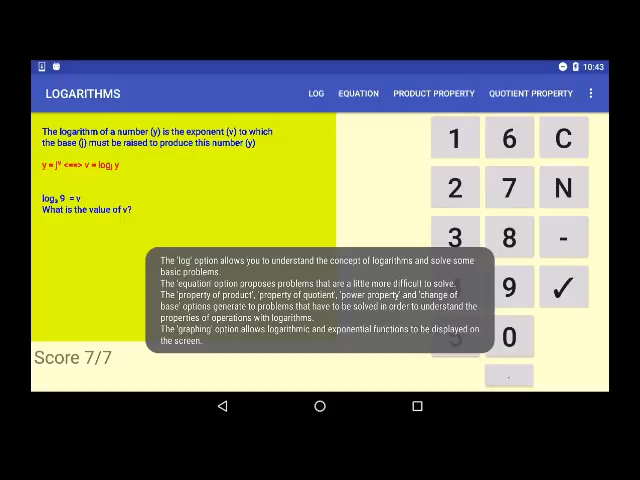 10:43
LOGARITHMS
LOG EQUATION PRODUCT PROPERTY QUOTIENT PROPERTY
The logarithm of a number (y) is the exponent (v) to which
the base (j) must be raised to produce this number (y)
y = jᵛ <==> v = logⱼ y
log₉ 9 = v
What is the value of v?
1 6 C
2 7 N
3 8 -
9 ✓
5 0
.
The 'log' option allows you to understand the concept of logarithms and solve some
basic problems.
The 'equation' option proposes problems that are a little more difficult to solve.
The 'property of product', 'property of quotient', 'power property' and 'change of
base' options generate to problems that have to be solved in order to understand the
properties of operations with logarithms.
The 'graphing' option allows logarithmic and exponential functions to be displayed on
the screen.
Score 7/7